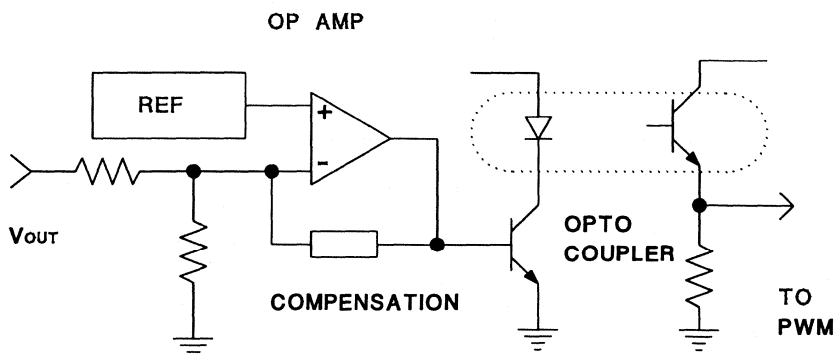 OP AMP
REF
+
-
VOUT
OPTO
COUPLER
COMPENSATION
TO
PWM